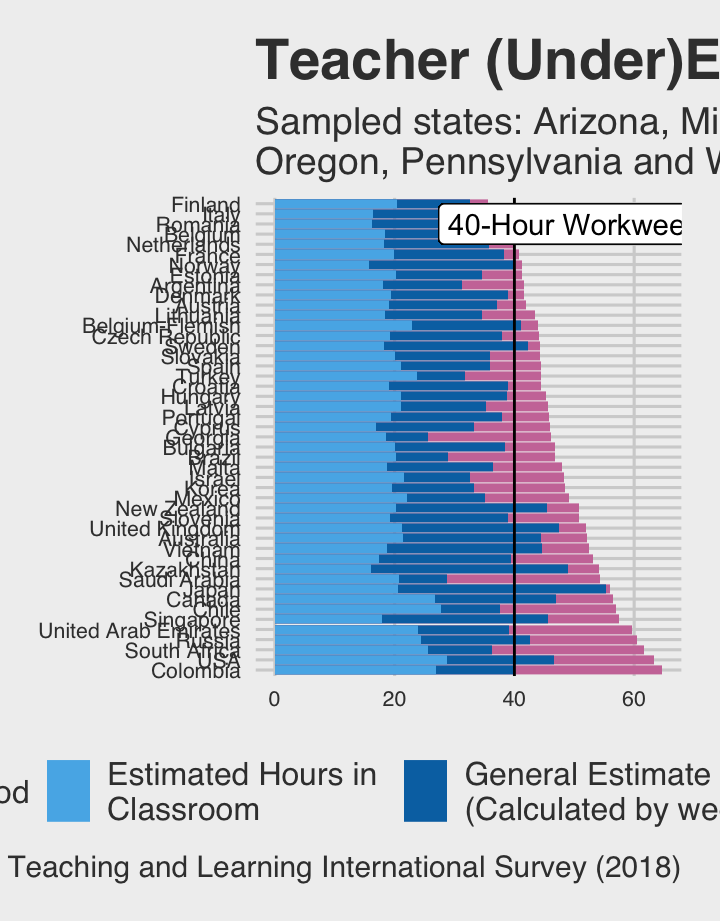 Teacher (Under)E
Sampled states: Arizona, Mi
Oregon, Pennsylvania and W
40-Hour Workwee
Finland
Italy
Romania
Belgium
Netherlands
France
Norway
Estonia
Argentina
Denmark
Austria
Lithuania
Belgium-Flemish
Czech Republic
Sweden
Slovakia
Spain
Turkey
Croatia
Hungary
Latvia
Portugal
Cyprus
Georgia
Bulgaria
Brazil
Malta
Israel
Korea
Mexico
New Zealand
Slovenia
United Kingdom
Australia
Vietnam
China
Kazakhstan
Saudi Arabia
Japan
Canada
Chile
Singapore
United Arab Emirates
Russia
South Africa
USA
Colombia
0 20 40 60
od
Estimated Hours in
Classroom
General Estimate
(Calculated by we
Teaching and Learning International Survey (2018)